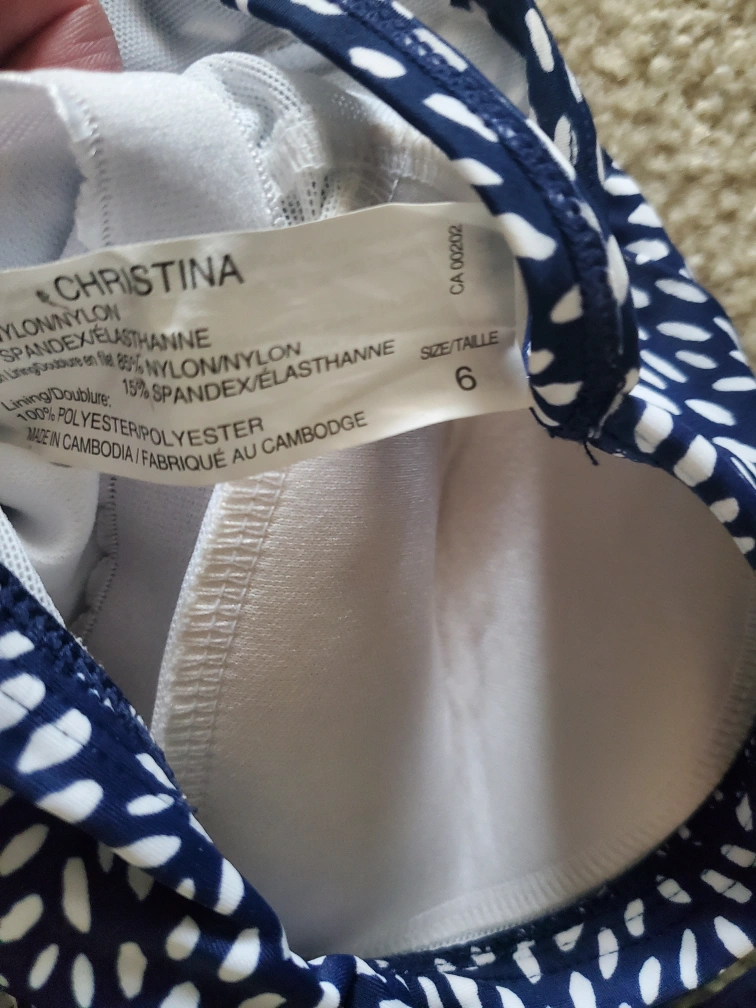 CHRISTINA
NYLON/NYLON
SPANDEX/ÉLASTHANNE
85% NYLON/NYLON
15% SPANDEX/ÉLASTHANNE
Lining/Doublure:
100% POLYESTER/POLYESTER
MADE IN CAMBODIA / FABRIQUÉ AU CAMBODGE
SIZE/TAILLE
6
CA 00202